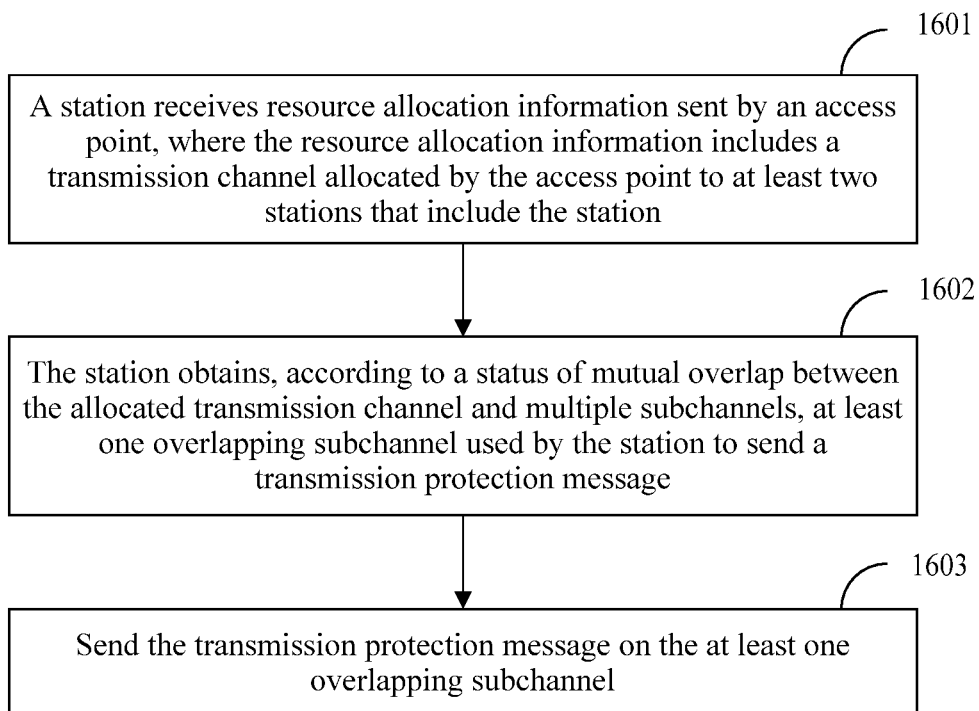 1601
A station receives resource allocation information sent by an access
point, where the resource allocation information includes a
transmission channel allocated by the access point to at least two
stations that include the station
1602
The station obtains, according to a status of mutual overlap between
the allocated transmission channel and multiple subchannels, at least
one overlapping subchannel used by the station to send a
transmission protection message
1603
Send the transmission protection message on the at least one
overlapping subchannel